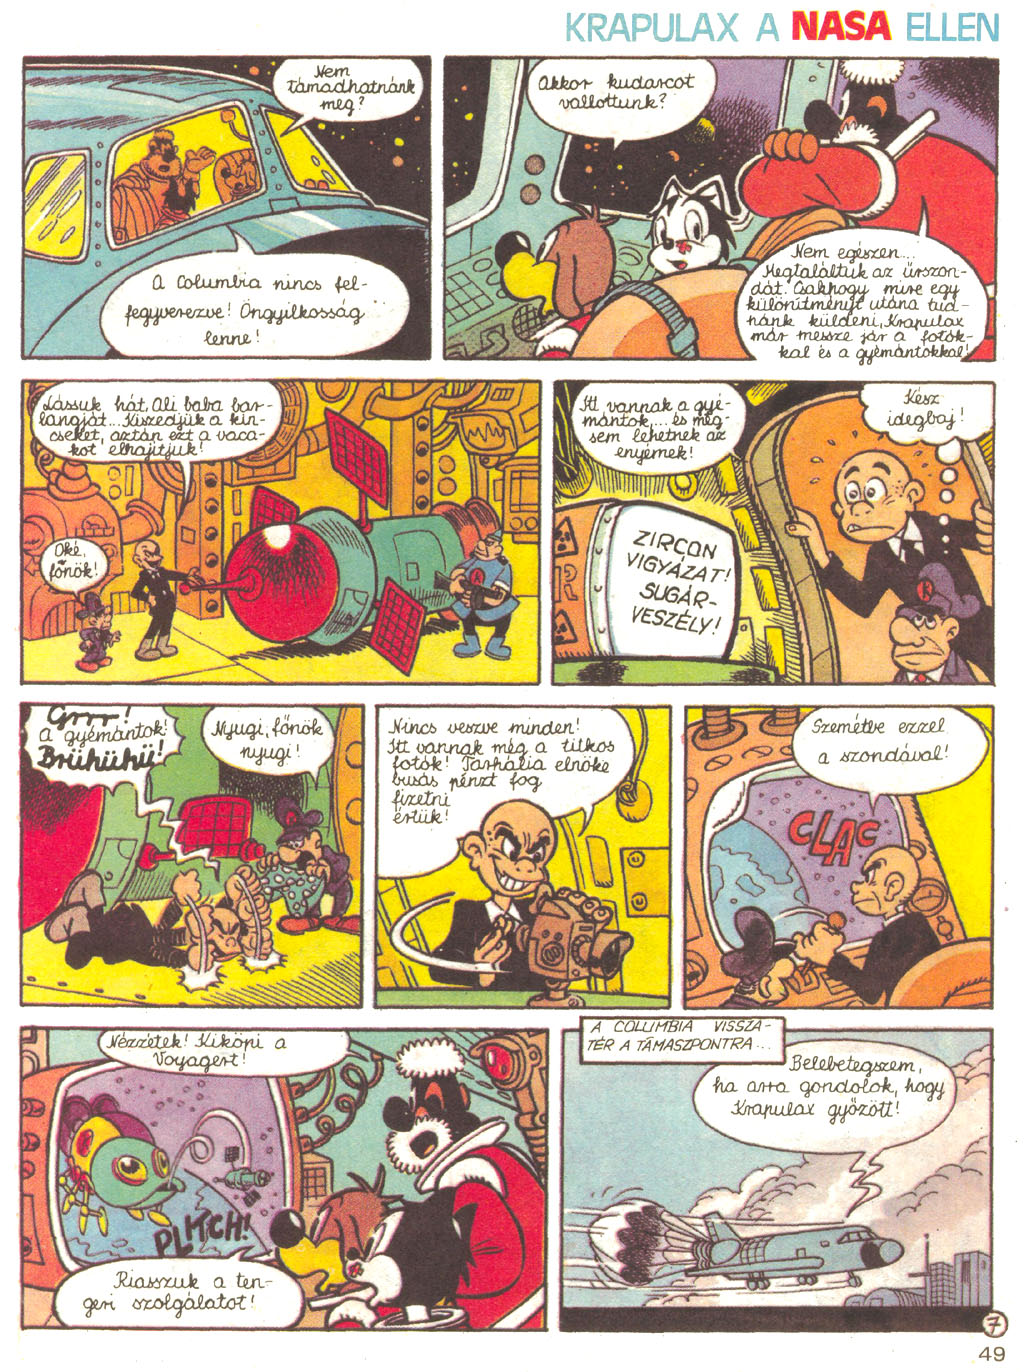 KRAPULAX A NASA ELLEN
Nem
támadhatnánk
meg?
A Columbia nincs fel-
fegyverezve! Öngyilkosság
lenne!
Akkor kudarcot
vallottunk?
Nem egészen...
Megtaláltuk az űrszon-
dát. Csakhogy mire egy
különítményt utána tud-
nánk küldeni, Krapulax
már messze jár a fotók-
kal és a gyémántokkal!
Lássuk hát, Ali baba bar-
langját... Kiszedjük a kin-
cseket, aztán ezt a vaca-
kot elhajítjuk!
Oké,
főnök!
K
Itt vannak a gyé-
mántok,... és még-
sem lehetnek az
enyémek!
Kész
idegbaj!
ZIRCON
VIGYÁZAT!
SUGÁR-
VESZÉLY!
K
Grrr!
a gyémántok!
Brühühü!
Nyugi, főnök
nyugi!
Nincs veszve minden!
Itt vannak még a titkos
fotók! Tarhália elnöke
busás pénzt fog
fizetni
értük!
Szemétbe ezzel
a szondával!
CLAC
Nézzétek! Kiköpi a
Voyagert!
PLITCH!
Riasszuk a ten-
geri szolgálatot!
A COLUMBIA VISSZA-
TÉR A TÁMASZPONTRA...
Belebetegszem,
ha arra gondolok, hogy
Krapulax győzött!
7
49